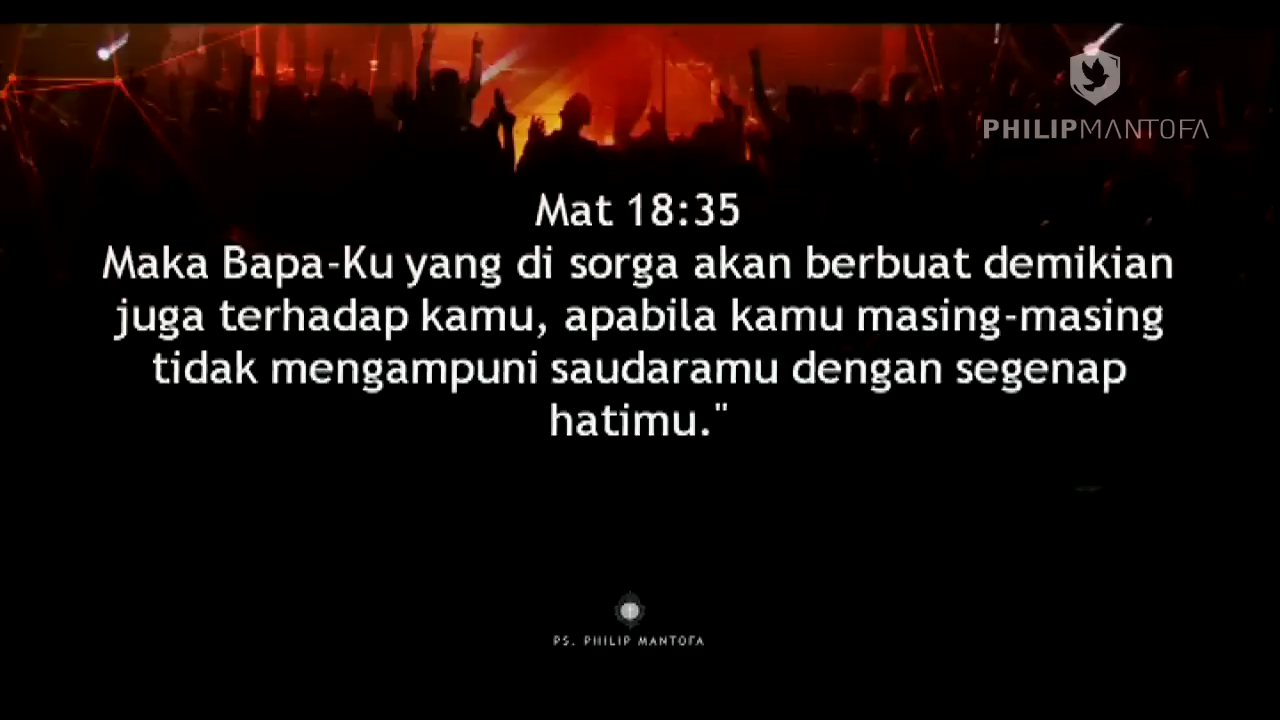 PHILIPMANTOFA
Mat 18:35
Maka Bapa-Ku yang di sorga akan berbuat demikian
juga terhadap kamu, apabila kamu masing-masing
tidak mengampuni saudaramu dengan segenap
hatimu."
PS. PHILIP MANTOFA